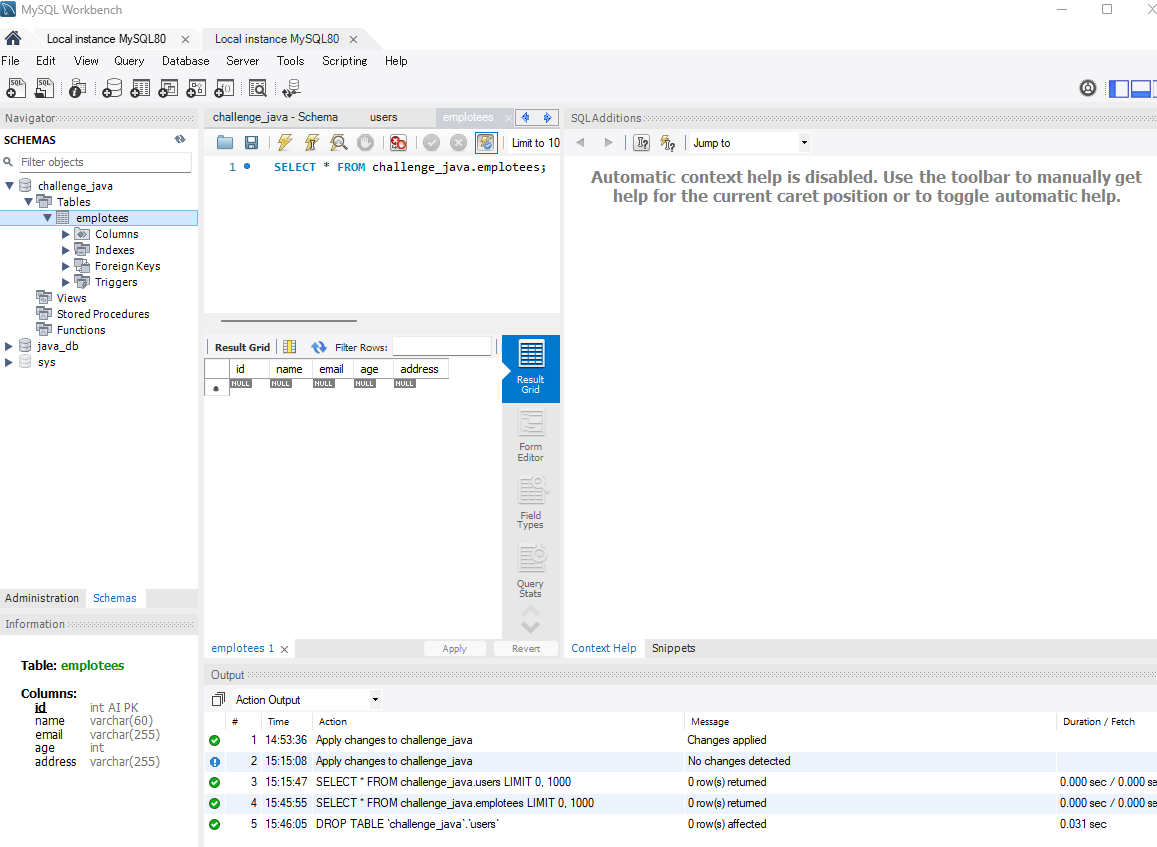 MySQL Workbench
Local instance MySQL80 Local instance MySQL80
File Edit View Query Database Server Tools Scripting Help
Navigator
SCHEMAS
Filter objects
challenge_java
Tables
emplotees
Columns
Indexes
Foreign Keys
Triggers
Views
Stored Procedures
Functions
java_db
sys
Administration Schemas
Information
Table: emplotees
Columns:
id int AI PK
name varchar(60)
email varchar(255)
age int
address varchar(255)
challenge_java - Schema users emplotees
Limit to 10
1 SELECT * FROM challenge_java.emplotees;
Result Grid Filter Rows:
id name email age address
NULL NULL NULL NULL NULL
Result
Grid
Form
Editor
Field
Types
Query
Stats
emplotees 1 Apply Revert
SQLAdditions
Jump to
Automatic context help is disabled. Use the toolbar to manually get
help for the current caret position or to toggle automatic help.
Context Help Snippets
Output
Action Output
# Time Action Message Duration / Fetch
1 14:53:36 Apply changes to challenge_java Changes applied
2 15:15:08 Apply changes to challenge_java No changes detected
3 15:15:47 SELECT * FROM challenge_java.users LIMIT 0, 1000 0 row(s) returned 0.000 sec / 0.000 se
4 15:45:55 SELECT * FROM challenge_java.emplotees LIMIT 0, 1000 0 row(s) returned 0.000 sec / 0.000 se
5 15:46:05 DROP TABLE `challenge_java`.`users` 0 row(s) affected 0.031 sec